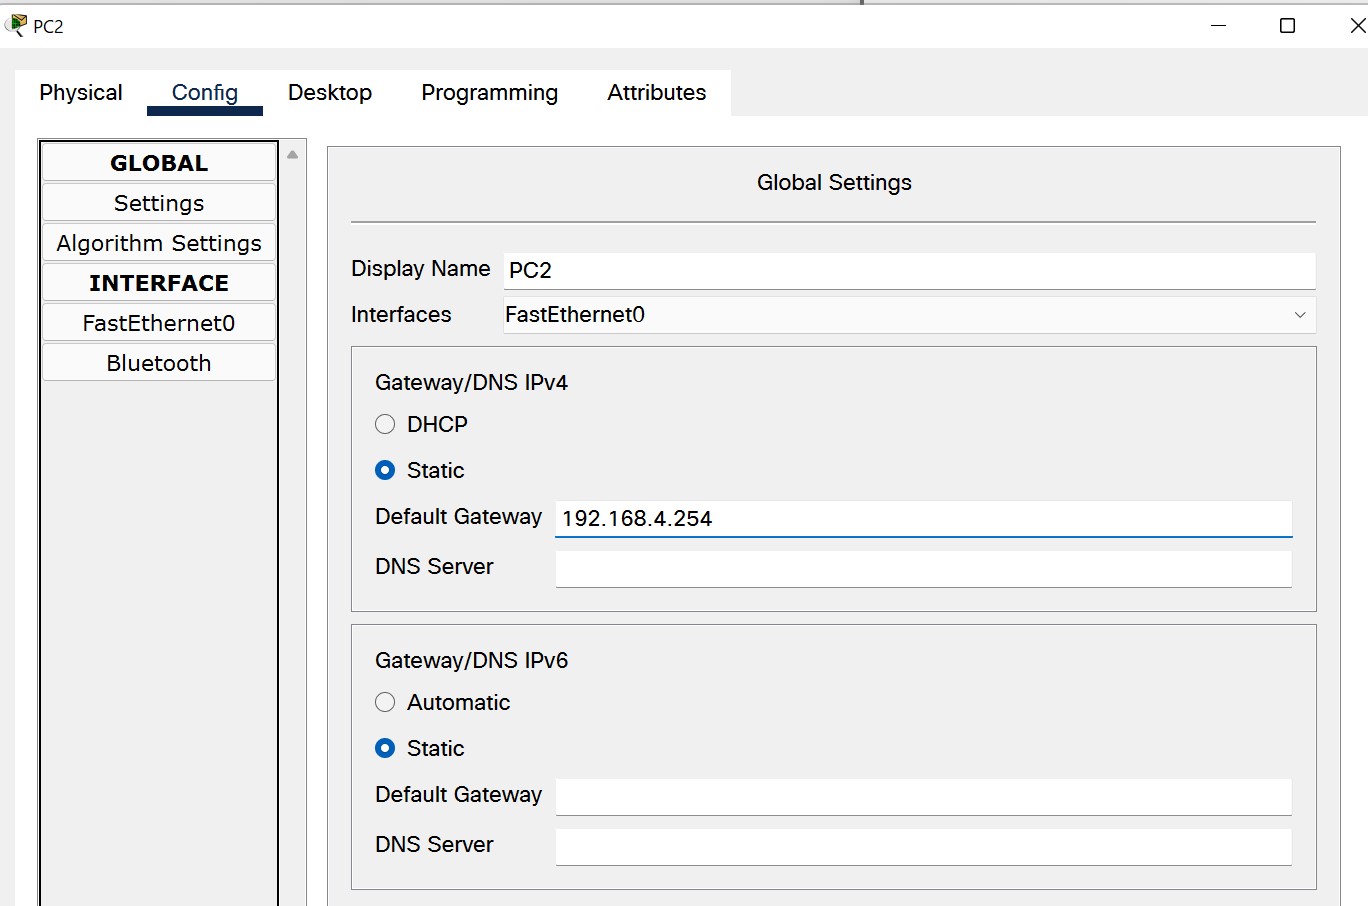 PC2
Physical Config Desktop Programming Attributes
GLOBAL
Settings
Algorithm Settings
INTERFACE
FastEthernet0
Bluetooth
Global Settings
Display Name PC2
Interfaces FastEthernet0
Gateway/DNS IPv4
DHCP
Static
Default Gateway 192.168.4.254
DNS Server
Gateway/DNS IPv6
Automatic
Static
Default Gateway
DNS Server